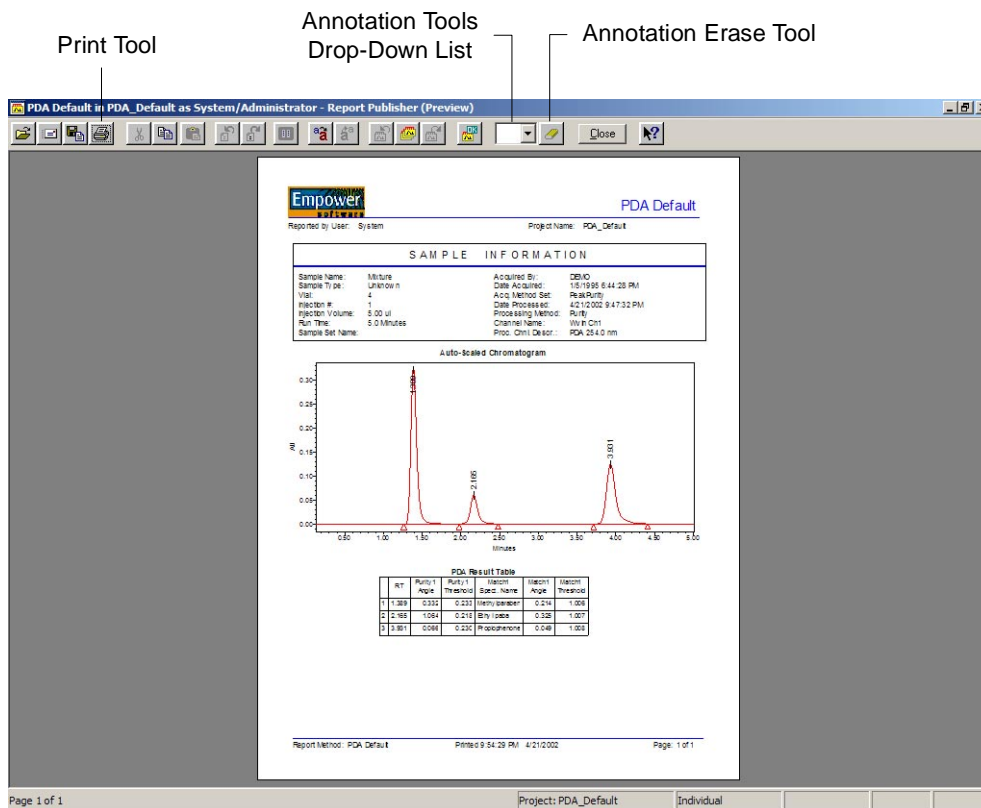 Print Tool
Annotation Tools
Drop-Down List
Annotation Erase Tool
PDA Default in PDA_Default as System/Administrator - Report Publisher (Preview)
Close
Empower
software
PDA Default
Reported by User: System
Project Name: PDA_Default
SAMPLE INFORMATION
Sample Name: Mixture
Sample Type: Unknown
Vial: 4
Injection #: 1
Injection Volume: 5.00 ul
Run Time: 5.0 Minutes
Sample Set Name:
Acquired By: DEMO
Date Acquired: 1/5/1995 6:44:28 PM
Acq. Method Set: PeakPurity
Date Processed: 4/21/2002 9:47:32 PM
Processing Method: Purity
Channel Name: Wvln Ch1
Proc. Chnl. Descr.: PDA 254.0 nm
Auto-Scaled Chromatogram
AU
0.30
0.25
0.20
0.15
0.10
0.05
0.00
1.389
2.165
3.931
0.50 1.00 1.50 2.00 2.50 3.00 3.50 4.00 4.50 5.00
Minutes
PDA Result Table
RT Purity1 Angle Purity1 Threshold Match1 Spect. Name Match1 Angle Match1 Threshold
1 1.389 0.332 0.233 Methylparaben 0.214 1.006
2 2.165 1.064 0.218 Ethyl paba 0.325 1.007
3 3.931 0.066 0.230 Propiophenone 0.049 1.008
Report Method: PDA Default
Printed 9:54:29 PM 4/21/2002
Page: 1 of 1
Page 1 of 1
Project: PDA_Default
Individual